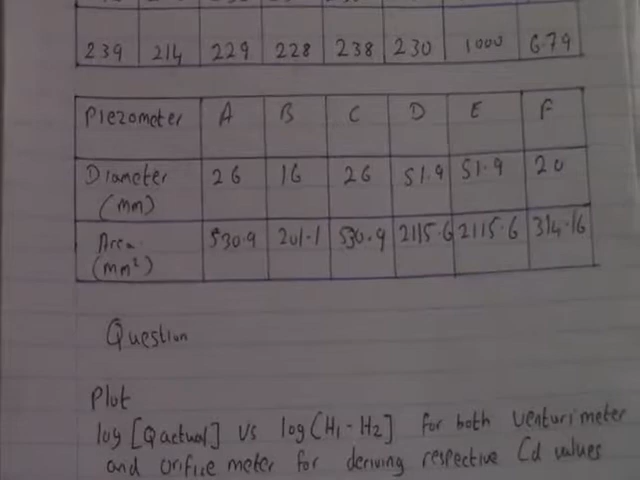 239 214 229 228 238 230 1000 6.79
Piezometer A B C D E F
Diameter 26 16 26 51.9 51.9 20
(mm)
Area 530.9 201.1 530.9 2115.6 2115.6 314.16
(mm²)
Question
Plot
log [Qactual] vs log(H₁-H₂] for both venturimeter
and orifice meter for deriving respective Cd values